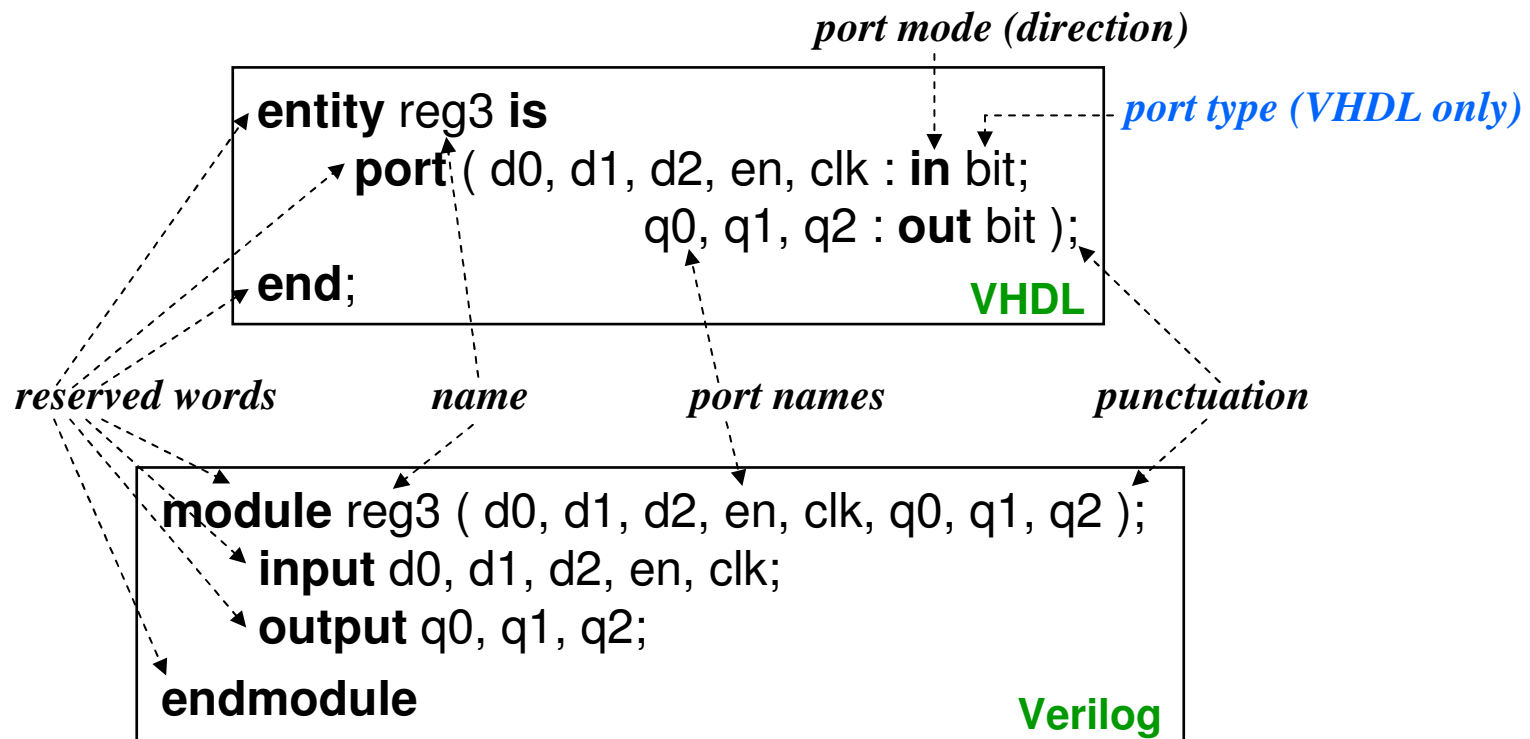 port mode (direction)
entity reg3 is
port type (VHDL only)
port ( d0, d1, d2, en, clk : in bit;
q0, q1, q2 : out bit );
end;
VHDL
reserved words name port names punctuation
module reg3 ( d0, d1, d2, en, clk, q0, q1, q2 );
input d0, d1, d2, en, clk;
output q0, q1, q2;
endmodule
Verilog